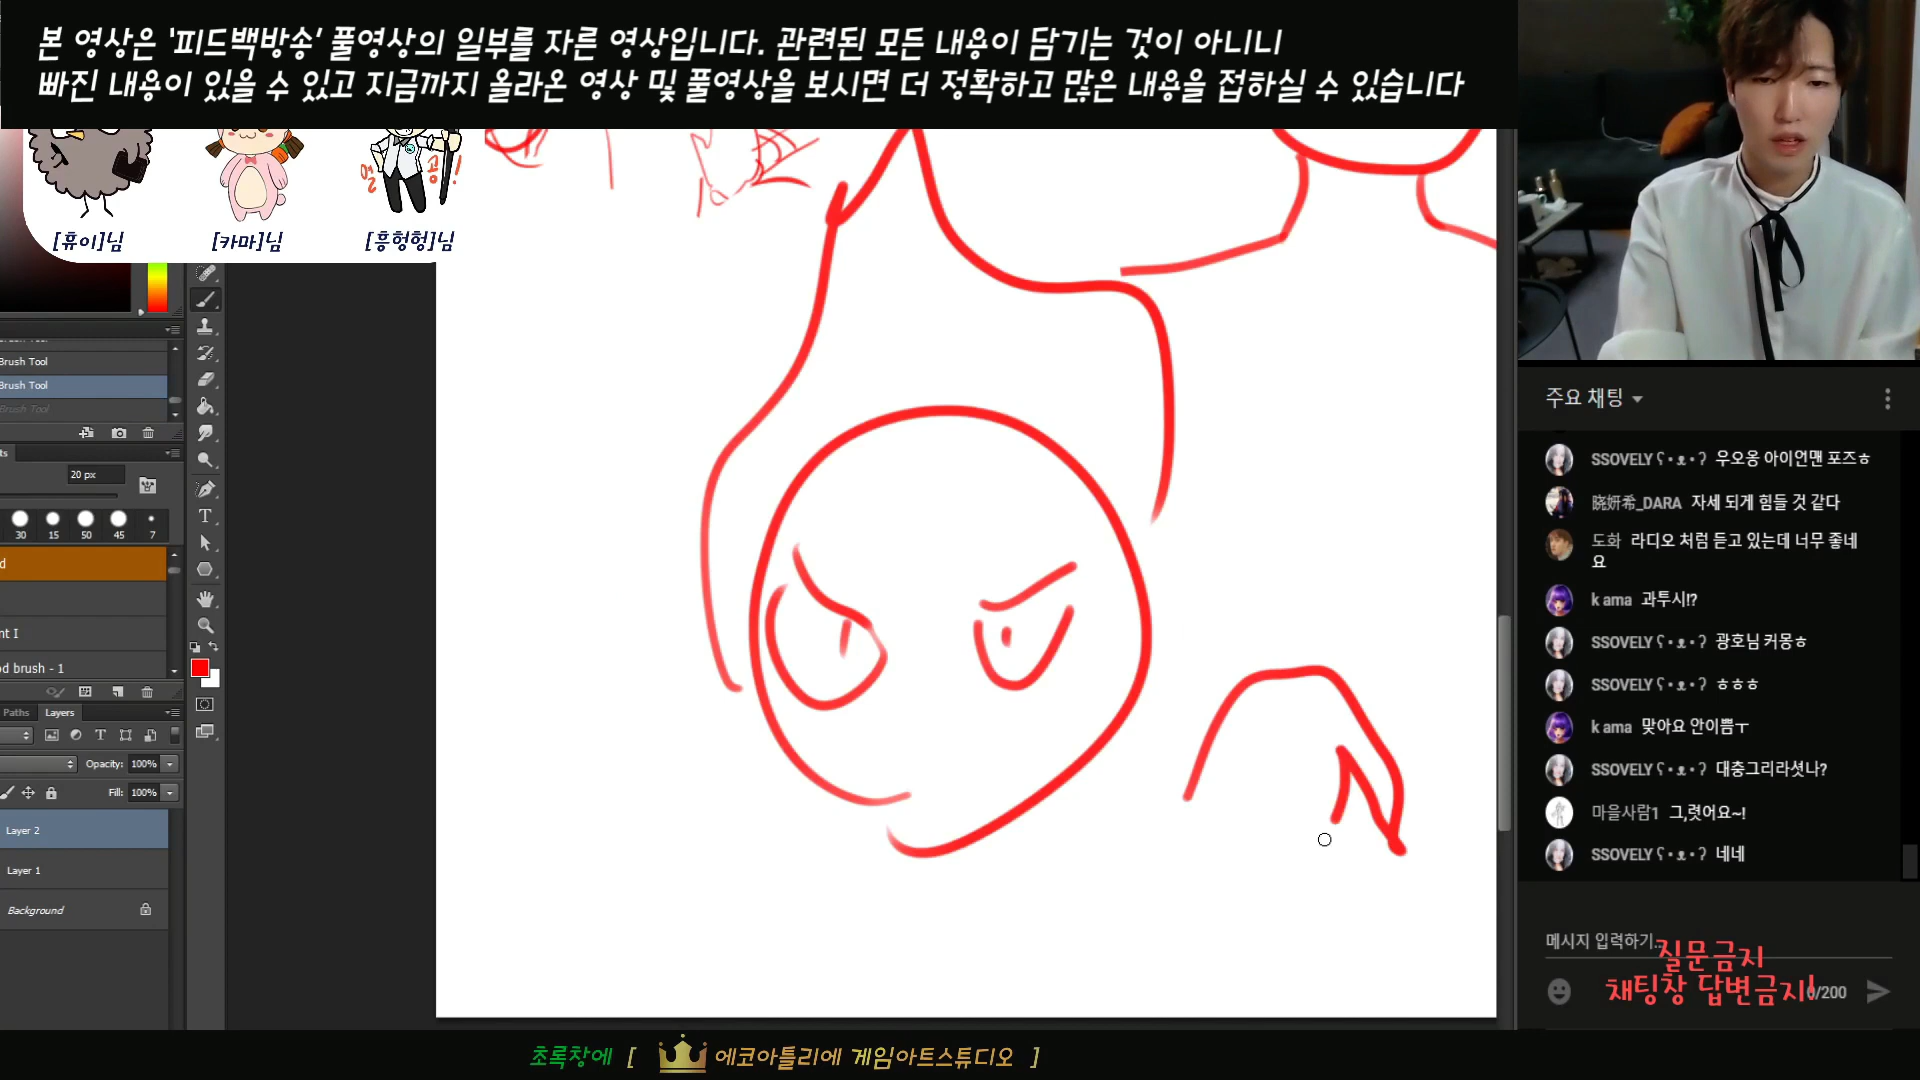 본 영상은 '피드백방송' 풀영상의 일부를 자른 영상입니다. 관련된 모든 내용이 담기는 것이 아니니
빠진 내용이 있을 수 있고 지금까지 올라온 영상 및 풀영상을 보시면 더 정확하고 많은 내용을 접하실 수 있습니다
열 공!
[휴이]님
[카마]님
[흥헝헝]님
Brush Tool
Brush Tool
Brush Tool
20 px
30
15
50
45
7
d
nt I
od brush - 1
Paths
Layers
Opacity: 100%
Fill: 100%
Layer 2
Layer 1
Background
주요 채팅
SSOVELY ʕ•ᴥ•ʔ 우오옹 아이언맨 포즈ㅎ
晓妍希_DARA 자세 되게 힘들 것 같다
도화 라디오 처럼 듣고 있는데 너무 좋네
요
k ama 과투시!?
SSOVELY ʕ•ᴥ•ʔ 광호님 커몽ㅎ
SSOVELY ʕ•ᴥ•ʔ ㅎㅎㅎ
k ama 맞아요 안이쁨ㅜ
SSOVELY ʕ•ᴥ•ʔ 대충그리라셧나?
마을사람1 그,럿어요~!
SSOVELY ʕ•ᴥ•ʔ 네네
메시지 입력하기...
질문금지
채팅창 답변금지!
0/200
초록창에 [ 에코아틀리에 게임아트스튜디오 ]